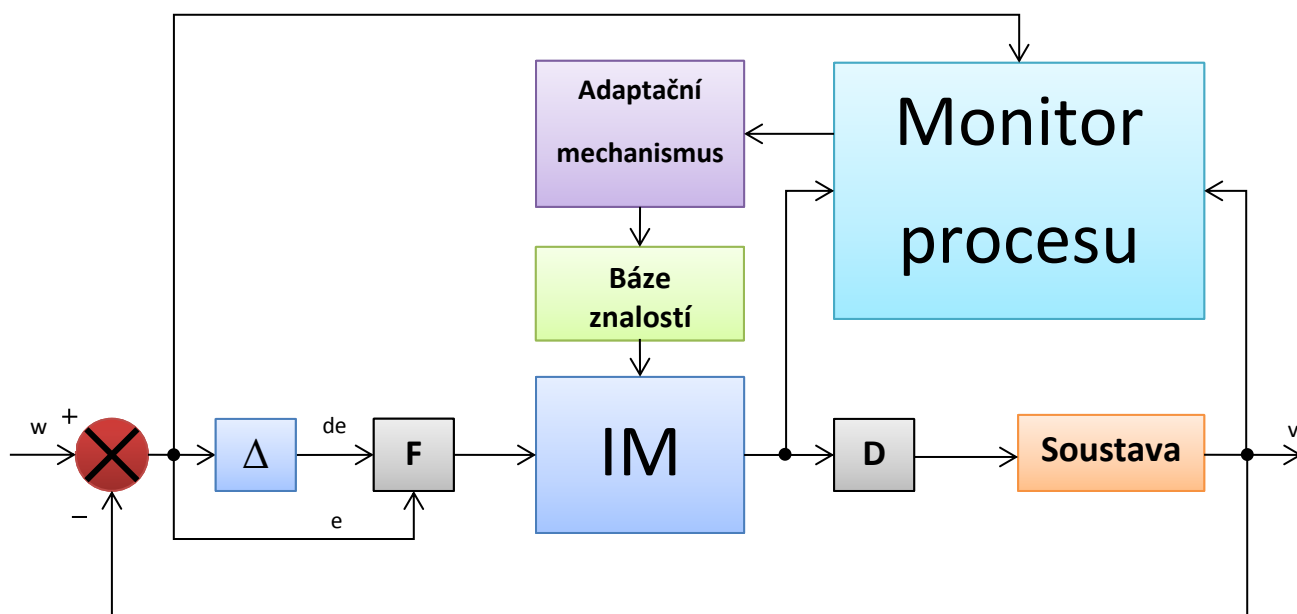 Adaptační
mechanismus
Monitor
procesu
Báze
znalostí
w
+
−
Δ
de
e
F
IM
D
Soustava
v